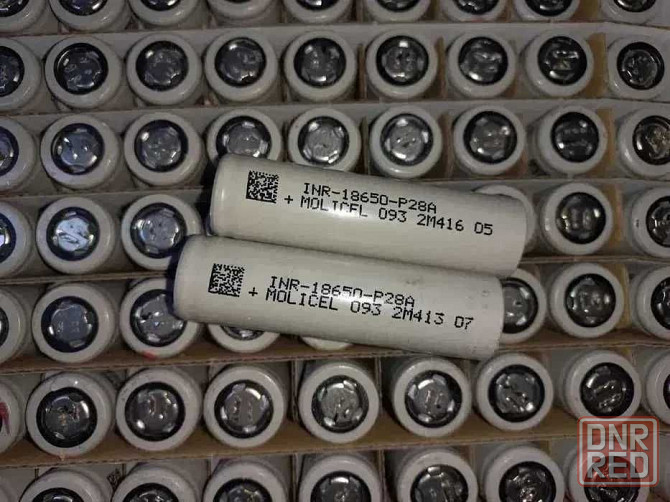 INR-18650-P28A
+ MOLICEL 093 2M416 05
INR-18650-P28A
+ MOLICEL 093 2M413 07
DNR
RED